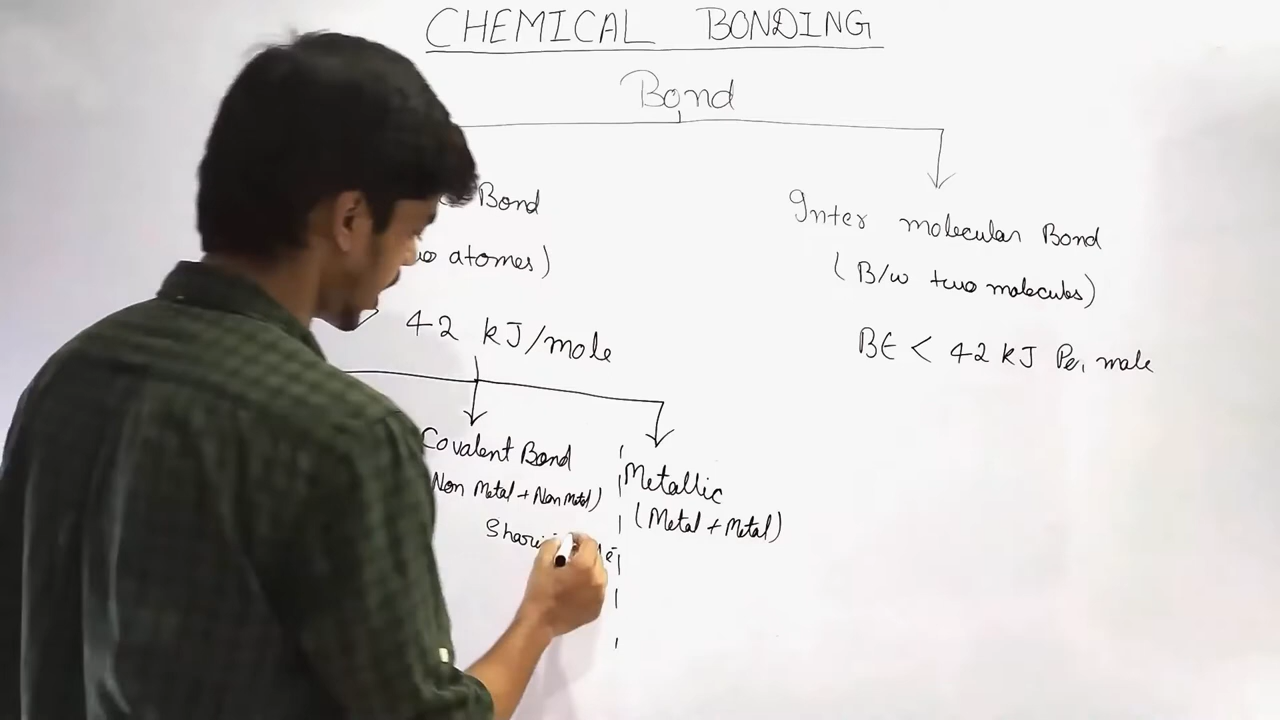 CHEMICAL BONDING
Bond
Bond
Inter molecular Bond
atomes)
(B/w two molecules)
42 kJ/mole
BE < 42 kJ Per mole
Covalent Bond
Metallic
Non Metal + Non Metal)
(Metal + Metal)